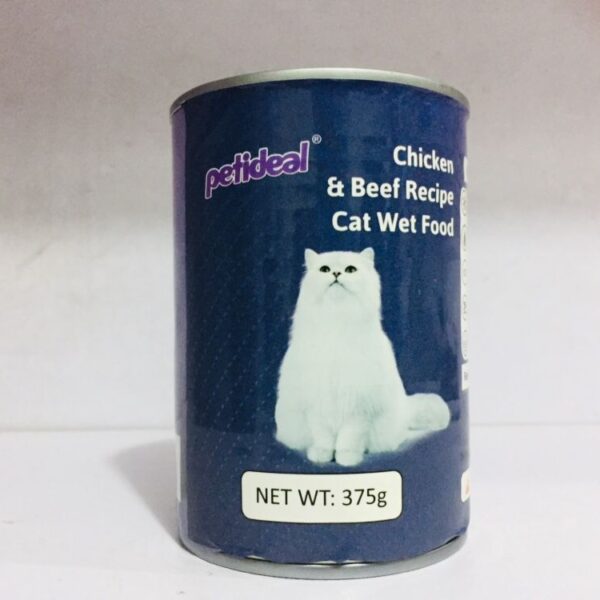 petideal®
Chicken
& Beef Recipe
Cat Wet Food
NET WT: 375g